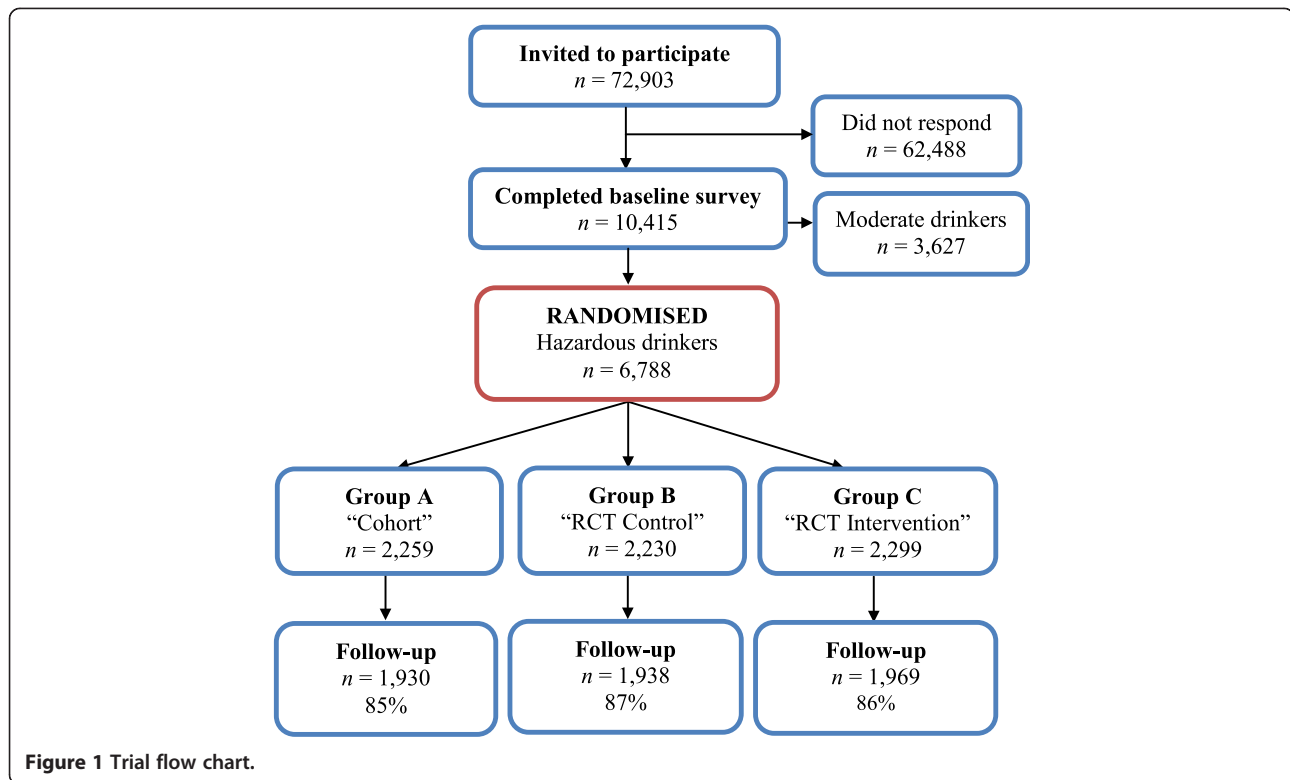 Invited to participate
n = 72,903
Did not respond
n = 62,488
Completed baseline survey
n = 10,415
Moderate drinkers
n = 3,627
RANDOMISED
Hazardous drinkers
n = 6,788
Group A
“Cohort”
n = 2,259
Group B
“RCT Control”
n = 2,230
Group C
“RCT Intervention”
n = 2,299
Follow-up
n = 1,930
85%
Follow-up
n = 1,938
87%
Follow-up
n = 1,969
86%
Figure 1 Trial flow chart.